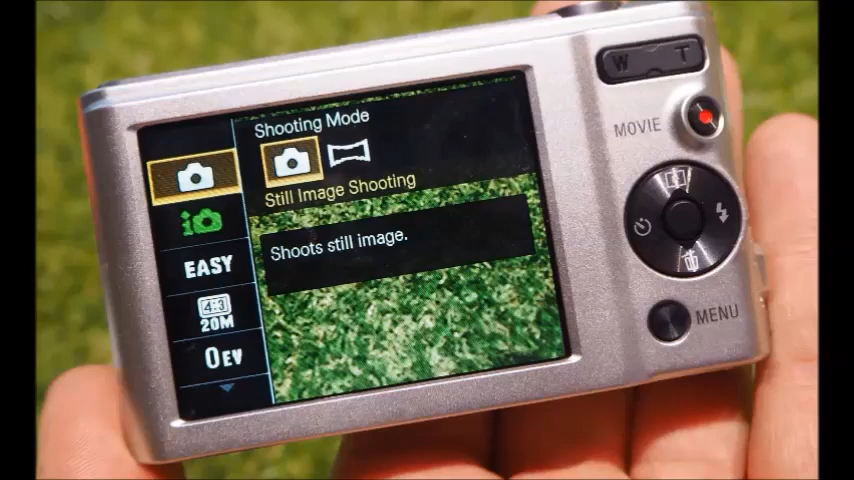 Shooting Mode
Still Image Shooting
Shoots still image.
i
EASY
4:3
20M
0EV
W T
MOVIE
MENU